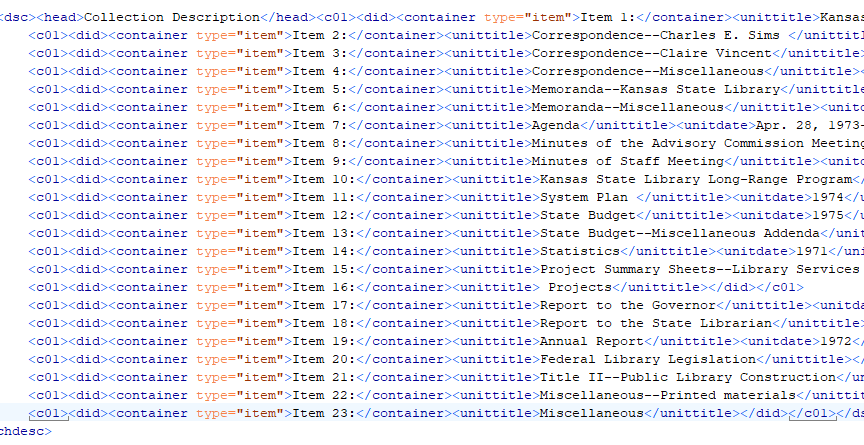 <dsc><head>Collection Description</head><c01><did><container type="item">Item 1:</container><unittitle>Kansas
<c01><did><container type="item">Item 2:</container><unittitle>Correspondence--Charles E. Sims </unittitl
<c01><did><container type="item">Item 3:</container><unittitle>Correspondence--Claire Vincent</unittitle>
<c01><did><container type="item">Item 4:</container><unittitle>Correspondence--Miscellaneous</unittitle><
<c01><did><container type="item">Item 5:</container><unittitle>Memoranda--Kansas State Library</unittitle
<c01><did><container type="item">Item 6:</container><unittitle>Memoranda--Miscellaneous</unittitle><unitd
<c01><did><container type="item">Item 7:</container><unittitle>Agenda</unittitle><unitdate>Apr. 28, 1973-
<c01><did><container type="item">Item 8:</container><unittitle>Minutes of the Advisory Commission Meeting
<c01><did><container type="item">Item 9:</container><unittitle>Minutes of Staff Meeting</unittitle><unitd
<c01><did><container type="item">Item 10:</container><unittitle>Kansas State Library Long-Range Program</
<c01><did><container type="item">Item 11:</container><unittitle>System Plan </unittitle><unitdate>1974</u
<c01><did><container type="item">Item 12:</container><unittitle>State Budget</unittitle><unitdate>1975</u
<c01><did><container type="item">Item 13:</container><unittitle>State Budget--Miscellaneous Addenda</unit
<c01><did><container type="item">Item 14:</container><unittitle>Statistics</unittitle><unitdate>1971</uni
<c01><did><container type="item">Item 15:</container><unittitle>Project Summary Sheets--Library Services
<c01><did><container type="item">Item 16:</container><unittitle> Projects</unittitle></did></c01>
<c01><did><container type="item">Item 17:</container><unittitle>Report to the Governor</unittitle><unitda
<c01><did><container type="item">Item 18:</container><unittitle>Report to the State Librarian</unittitle>
<c01><did><container type="item">Item 19:</container><unittitle>Annual Report</unittitle><unitdate>1972</
<c01><did><container type="item">Item 20:</container><unittitle>Federal Library Legislation</unittitle></
<c01><did><container type="item">Item 21:</container><unittitle>Title II--Public Library Construction</un
<c01><did><container type="item">Item 22:</container><unittitle>Miscellaneous--Printed materials</unittit
<c01><did><container type="item">Item 23:</container><unittitle>Miscellaneous</unittitle></did></c01></ds
chdesc>